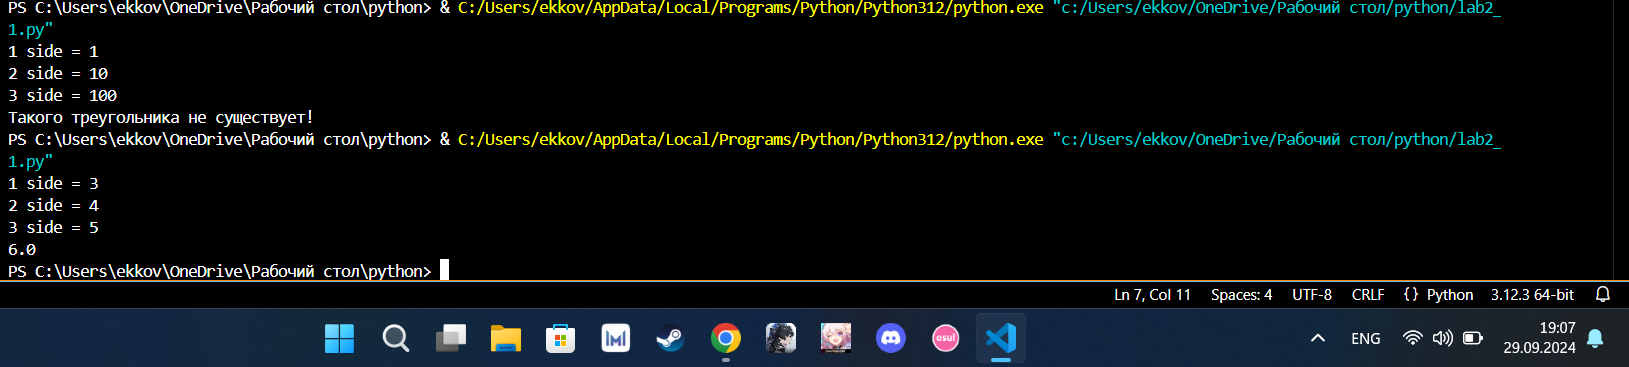 PS C:\Users\ekkov\OneDrive\Рабочий стол\python> & C:/Users/ekkov/AppData/Local/Programs/Python/Python312/python.exe "c:/Users/ekkov/OneDrive/Рабочий стол/python/lab2_
1.py"
1 side = 1
2 side = 10
3 side = 100
Такого треугольника не существует!
PS C:\Users\ekkov\OneDrive\Рабочий стол\python> & C:/Users/ekkov/AppData/Local/Programs/Python/Python312/python.exe "c:/Users/ekkov/OneDrive/Рабочий стол/python/lab2_
1.py"
1 side = 3
2 side = 4
3 side = 5
6.0
PS C:\Users\ekkov\OneDrive\Рабочий стол\python>
Ln 7, Col 11 Spaces: 4 UTF-8 CRLF {} Python 3.12.3 64-bit
osu! ENG 19:07
29.09.2024